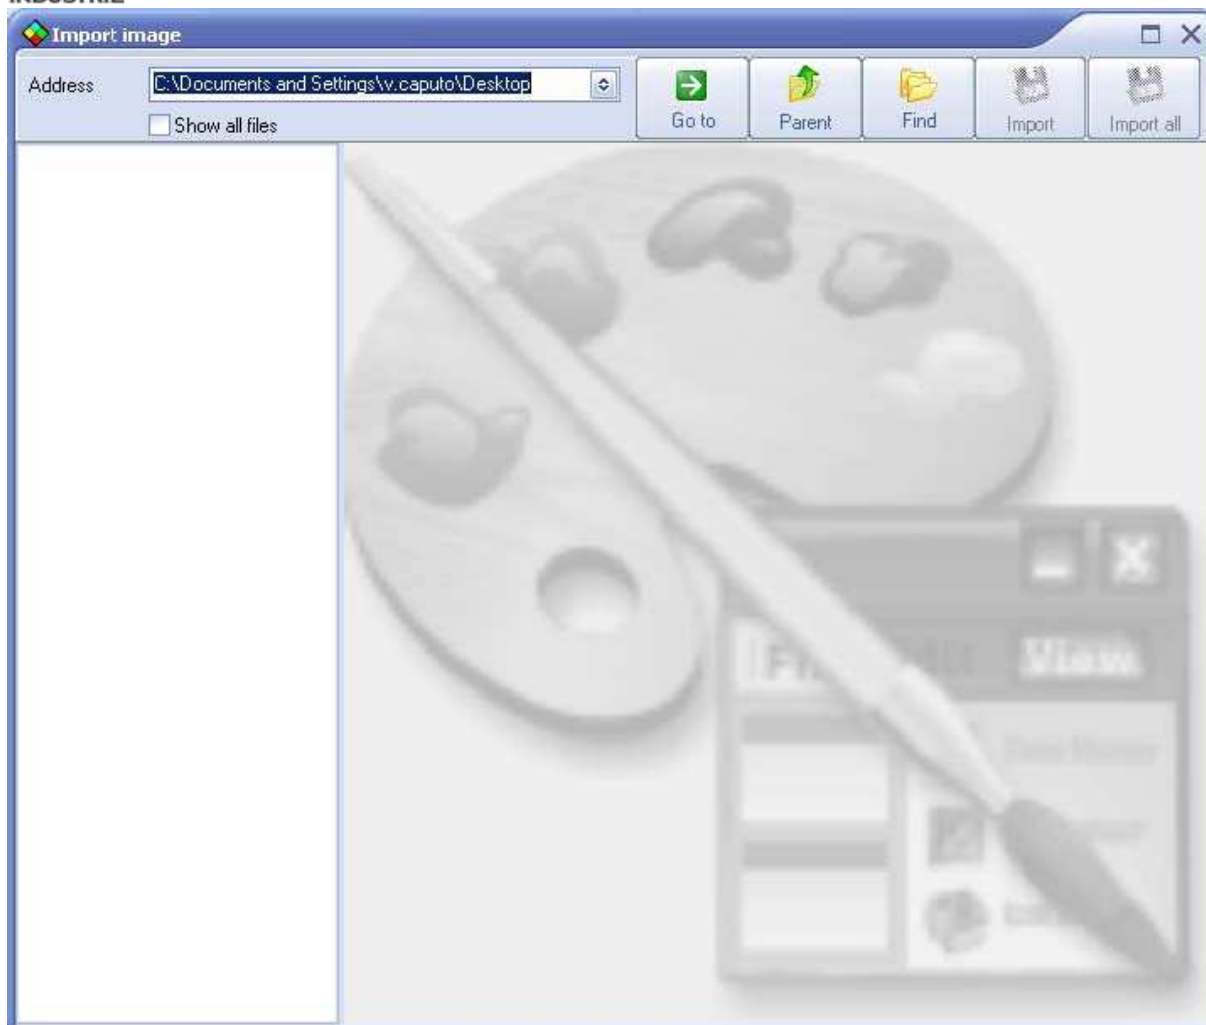 Import image
Address
C:\Documents and Settings\v.caputo\Desktop
Show all files
Go to
Parent
Find
Import
Import all
View